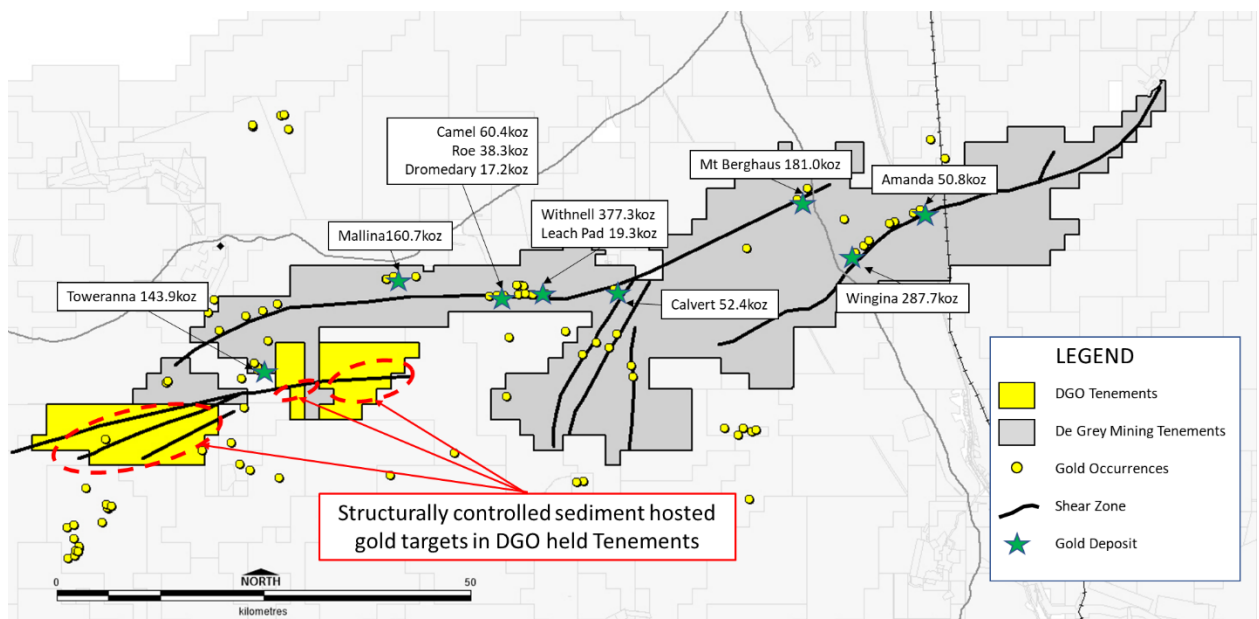 Camel 60.4koz
Roe 38.3koz
Dromedary 17.2koz
Mt Berghaus 181.0koz
Amanda 50.8koz
Withnell 377.3koz
Leach Pad 19.3koz
Mallina160.7koz
Toweranna 143.9koz
Calvert 52.4koz
Wingina 287.7koz
LEGEND
DGO Tenements
De Grey Mining Tenements
Gold Occurrences
Shear Zone
Gold Deposit
Structurally controlled sediment hosted
gold targets in DGO held Tenements
0
NORTH
50
kilometres